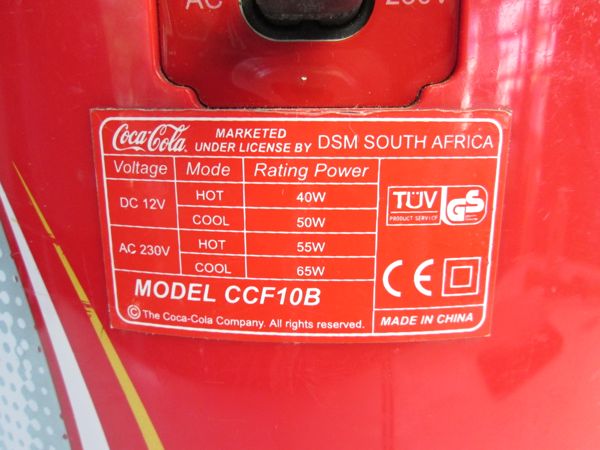 AC 230V
Coca-Cola MARKETED UNDER LICENSE BY DSM SOUTH AFRICA
Voltage Mode Rating Power
DC 12V HOT 40W
COOL 50W
AC 230V HOT 55W
COOL 65W
TÜV
PRODUCT SERVICE
GS
CE
MODEL CCF10B
© The Coca-Cola Company. All rights reserved.
MADE IN CHINA